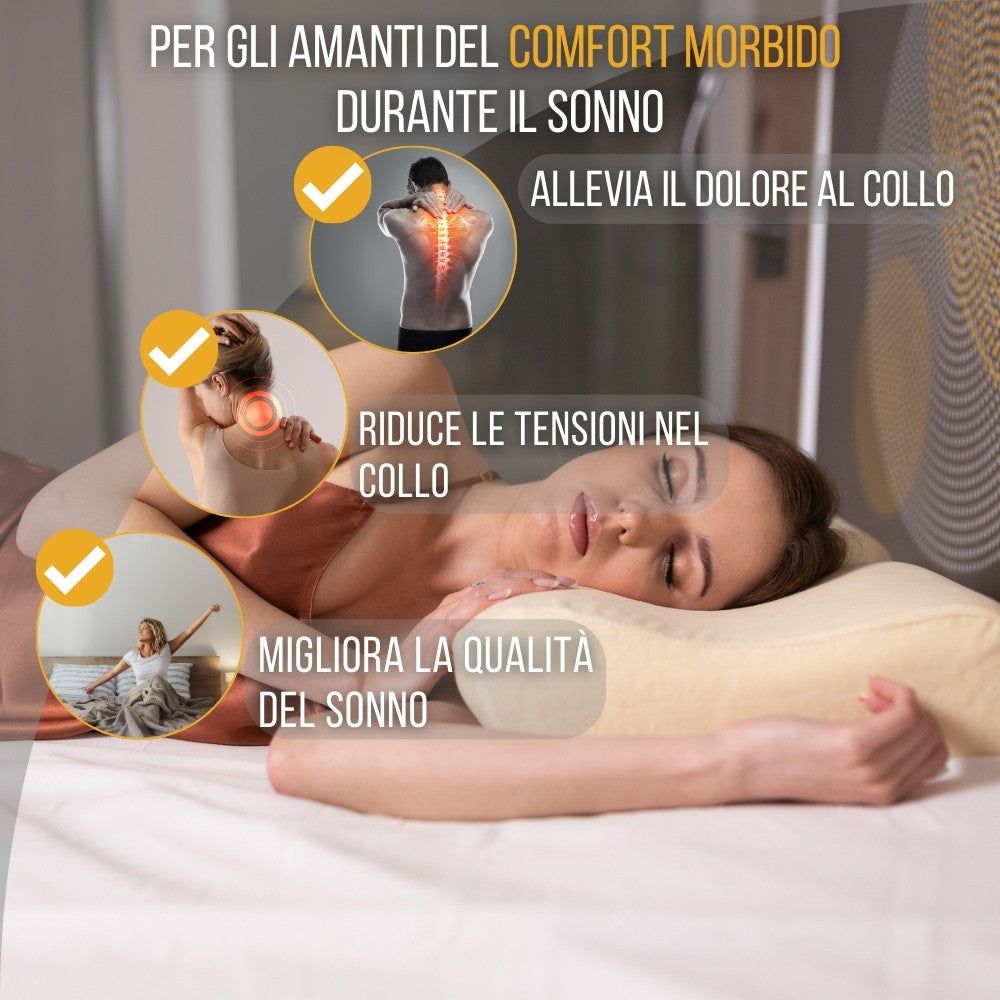 PER GLI AMANTI DEL COMFORT MORBIDO
DURANTE IL SONNO
ALLEVIA IL DOLORE AL COLLO
RIDUCE LE TENSIONI NEL
COLLO
MIGLIORA LA QUALITÀ
DEL SONNO